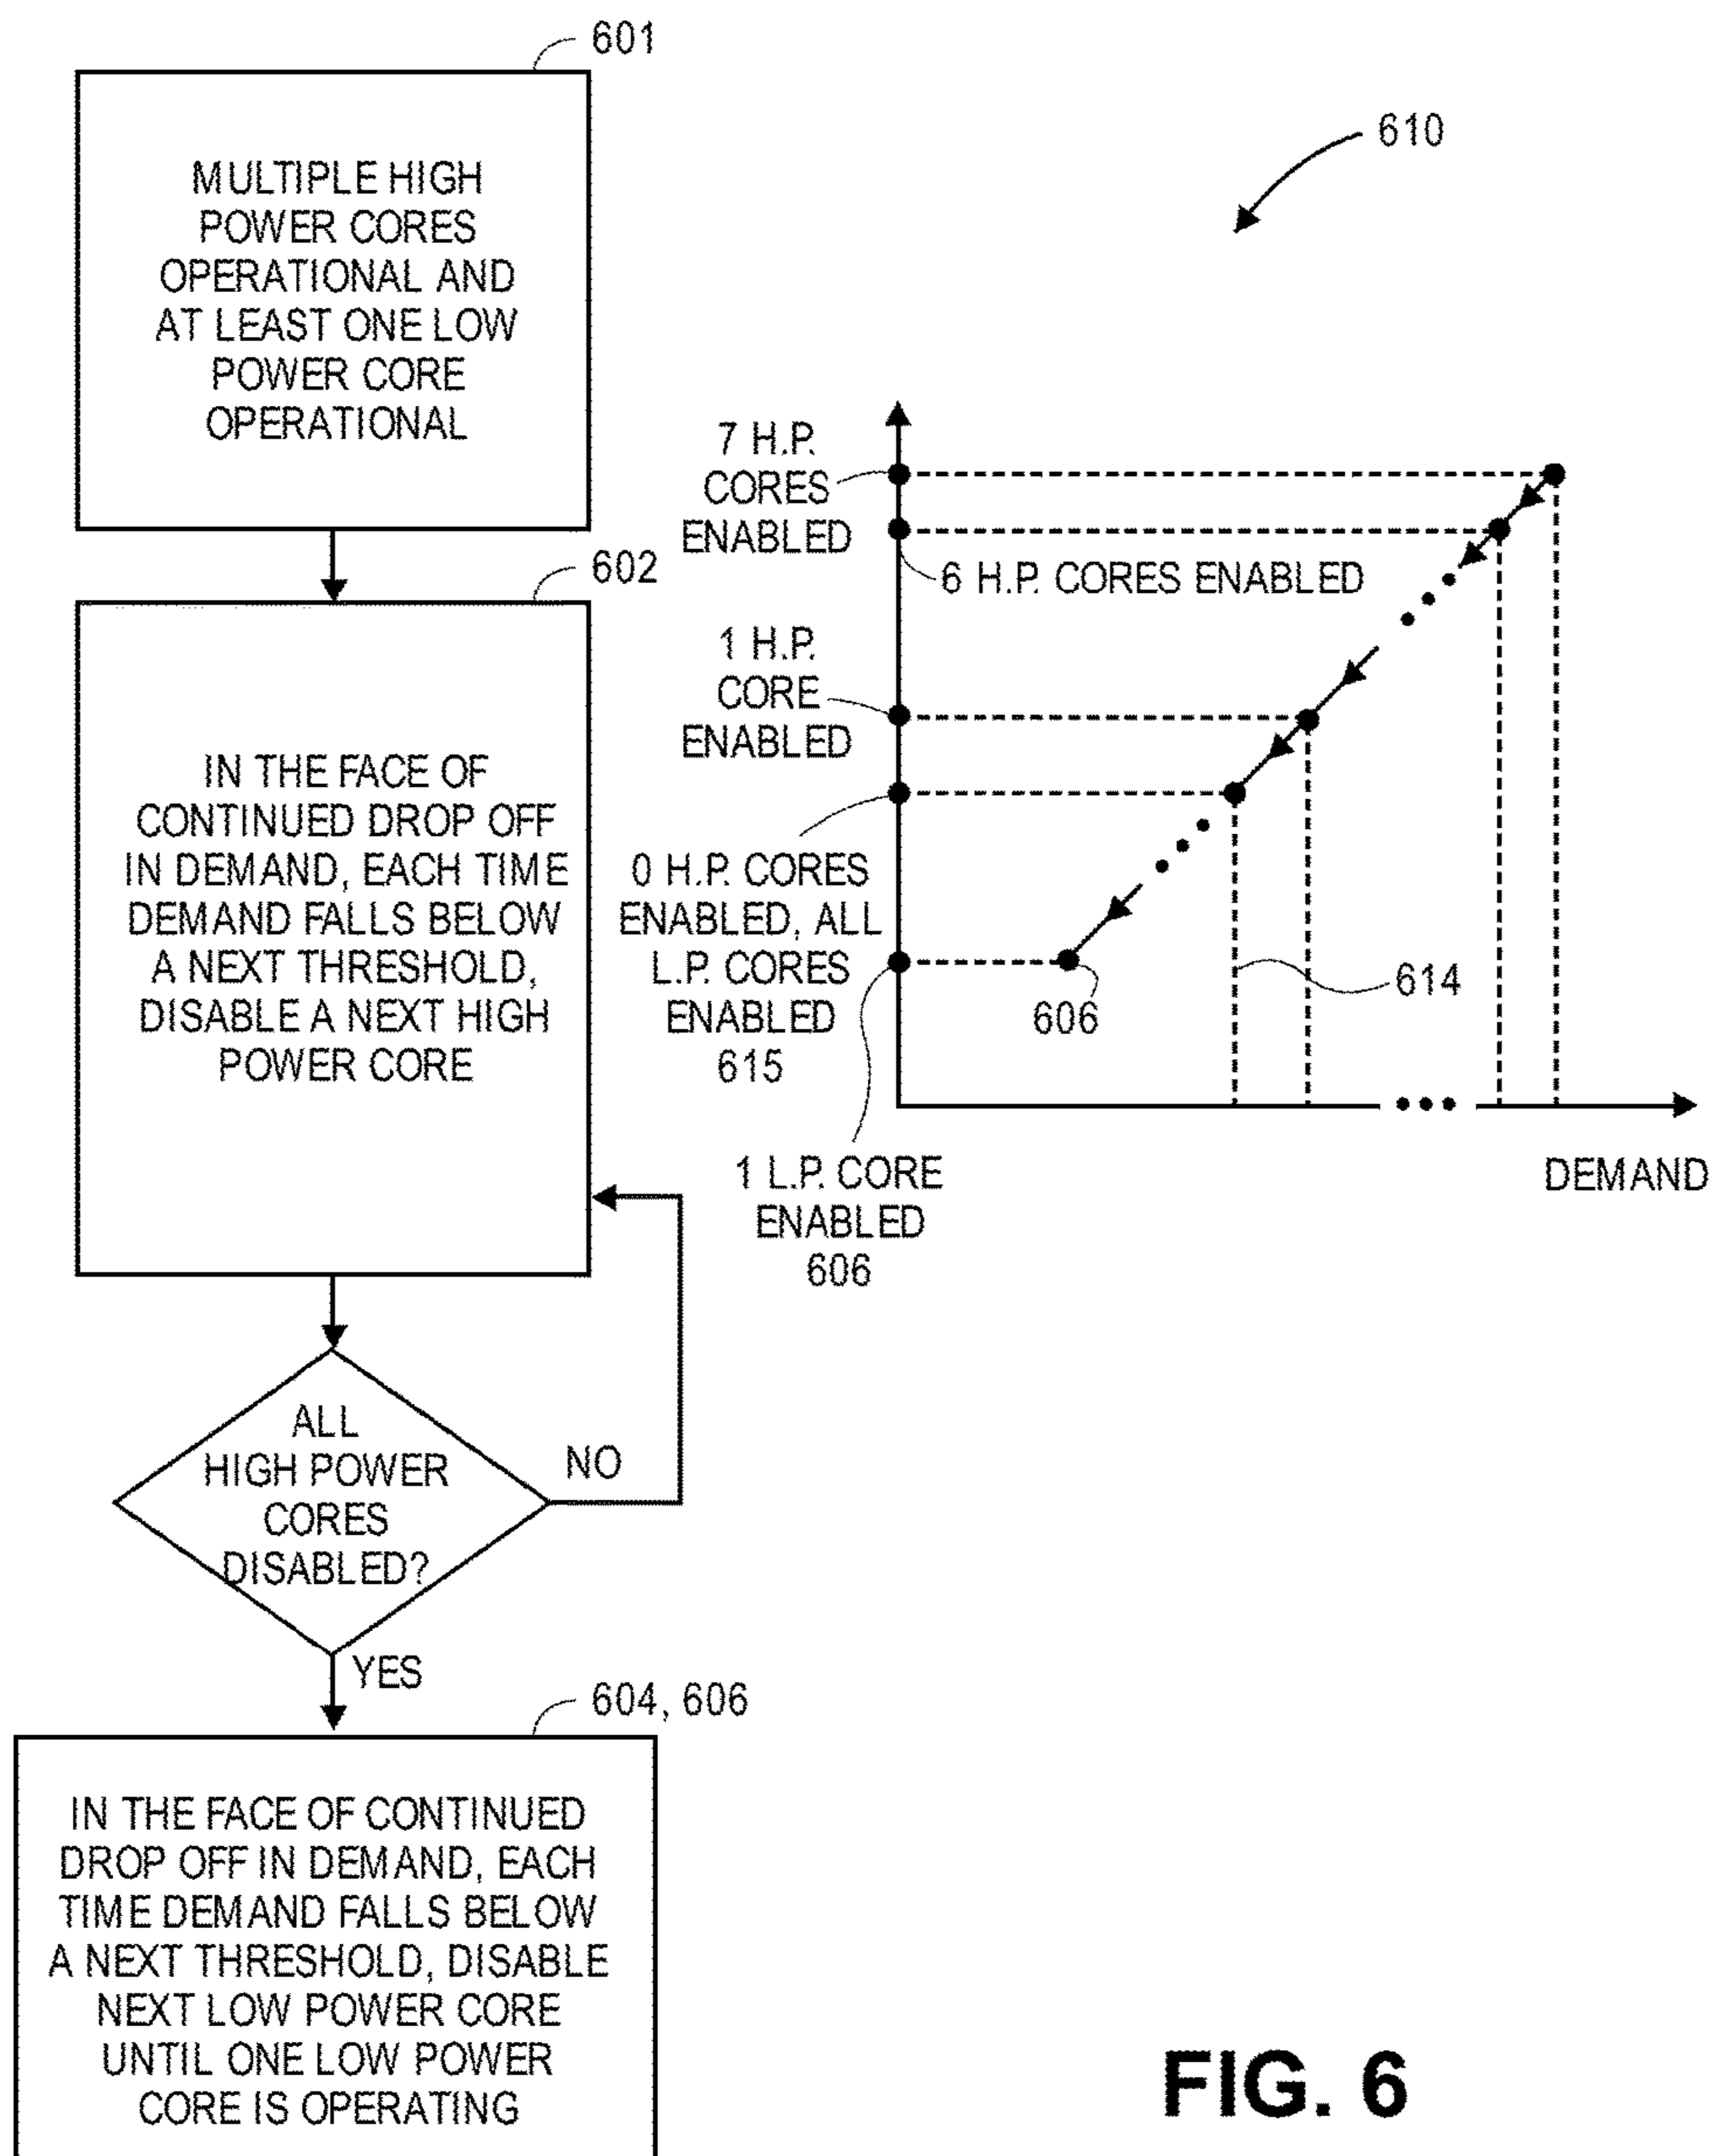 601
MULTIPLE HIGH
POWER CORES
OPERATIONAL AND
AT LEAST ONE LOW
POWER CORE
OPERATIONAL
602
IN THE FACE OF
CONTINUED DROP OFF
IN DEMAND, EACH TIME
DEMAND FALLS BELOW
A NEXT THRESHOLD,
DISABLE A NEXT HIGH
POWER CORE
ALL
HIGH POWER
CORES
DISABLED?
NO
YES
604, 606
IN THE FACE OF CONTINUED
DROP OFF IN DEMAND, EACH
TIME DEMAND FALLS BELOW
A NEXT THRESHOLD, DISABLE
NEXT LOW POWER CORE
UNTIL ONE LOW POWER
CORE IS OPERATING
610
7 H.P.
CORES
ENABLED
6 H.P. CORES ENABLED
1 H.P.
CORE
ENABLED
0 H.P. CORES
ENABLED, ALL
L.P. CORES
ENABLED
615
606
614
1 L.P. CORE
ENABLED
606
DEMAND
FIG. 6